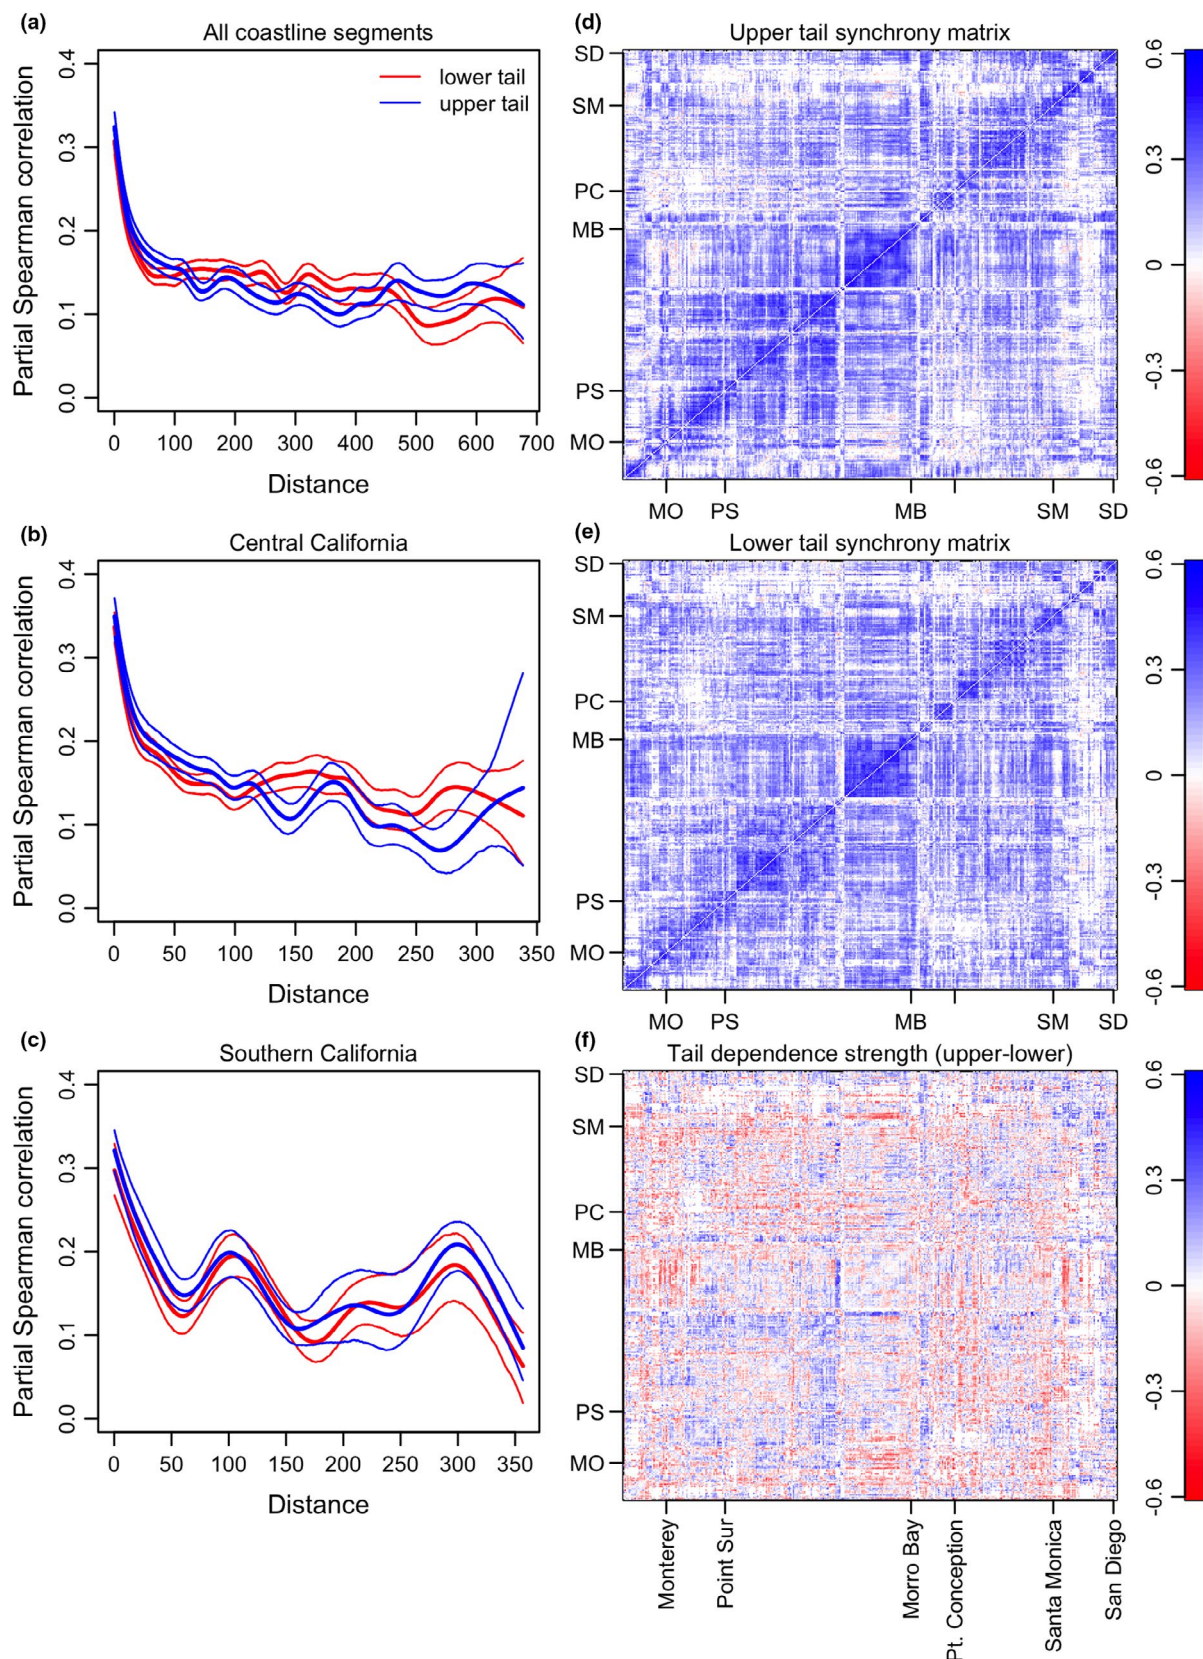 (a)
All coastline segments
lower tail
upper tail
Partial Spearman correlation
0.4
0.3
0.2
0.1
0.0
0 100 200 300 400 500 600 700
Distance
(d)
Upper tail synchrony matrix
SD
SM
PC
MB
PS
MO
MO PS MB SM SD
0.6
0.3
0
-0.3
-0.6
(b)
Central California
Partial Spearman correlation
0.4
0.3
0.2
0.1
0.0
0 50 100 150 200 250 300 350
Distance
(e)
Lower tail synchrony matrix
SD
SM
PC
MB
PS
MO
MO PS MB SM SD
0.6
0.3
0
-0.3
-0.6
(c)
Southern California
Partial Spearman correlation
0.4
0.3
0.2
0.1
0.0
0 50 100 150 200 250 300 350
Distance
(f)
Tail dependence strength (upper-lower)
SD
SM
PC
MB
PS
MO
Monterey
Point Sur
Morro Bay
Pt. Conception
Santa Monica
San Diego
0.6
0.3
0
-0.3
-0.6